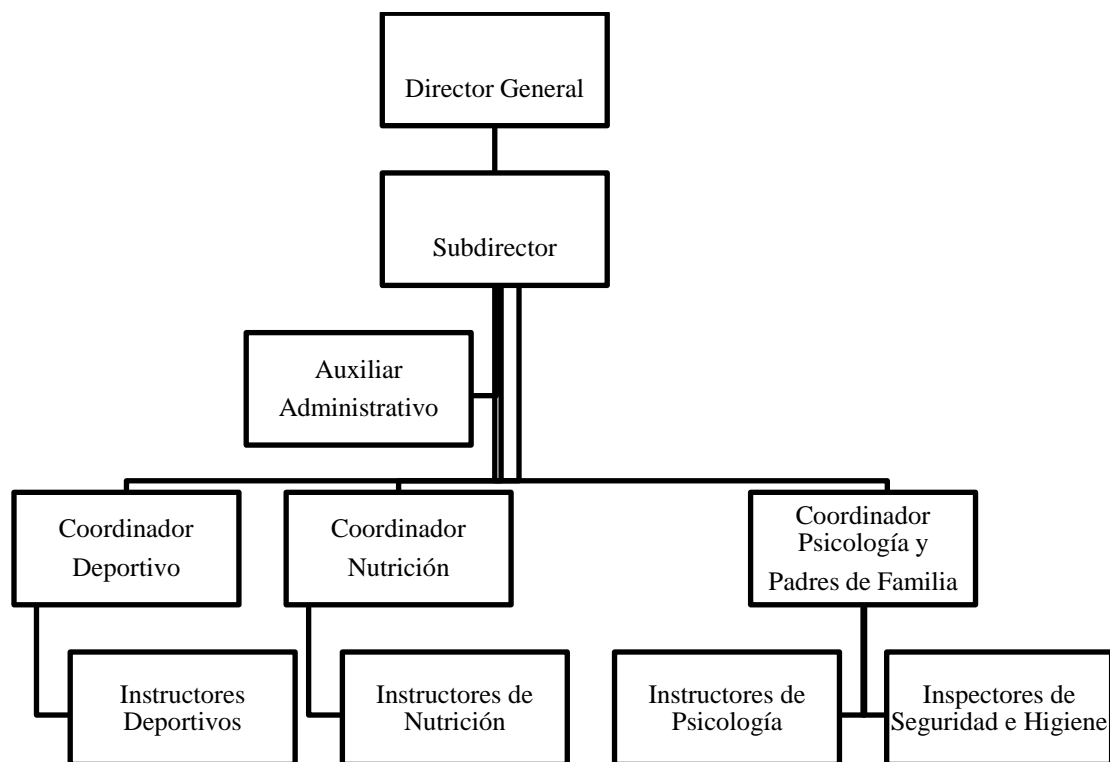 Director General
Subdirector
Auxiliar
Administrativo
Coordinador
Deportivo
Coordinador
Nutrición
Coordinador
Psicología y
Padres de Familia
Instructores
Deportivos
Instructores de
Nutrición
Instructores de
Psicología
Inspectores de
Seguridad e Higiene